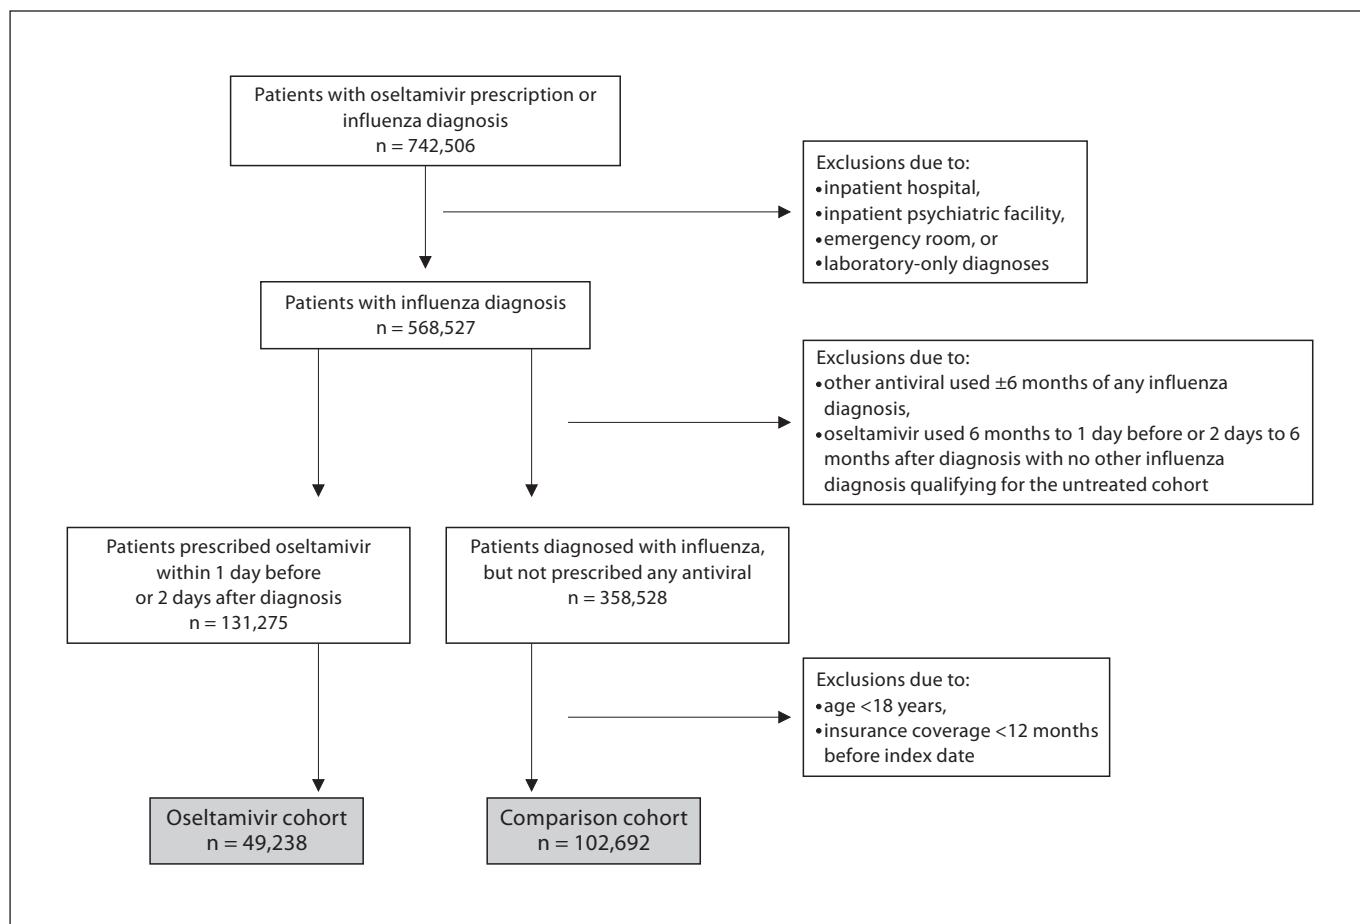 Patients with oseltamivir prescription or
influenza diagnosis
n = 742,506
Exclusions due to:
•inpatient hospital,
•inpatient psychiatric facility,
•emergency room, or
•laboratory-only diagnoses
Patients with influenza diagnosis
n = 568,527
Exclusions due to:
•other antiviral used ±6 months of any influenza
diagnosis,
•oseltamivir used 6 months to 1 day before or 2 days to 6
months after diagnosis with no other influenza
diagnosis qualifying for the untreated cohort
Patients prescribed oseltamivir
within 1 day before
or 2 days after diagnosis
n = 131,275
Patients diagnosed with influenza,
but not prescribed any antiviral
n = 358,528
Exclusions due to:
•age <18 years,
•insurance coverage <12 months
before index date
Oseltamivir cohort
n = 49,238
Comparison cohort
n = 102,692